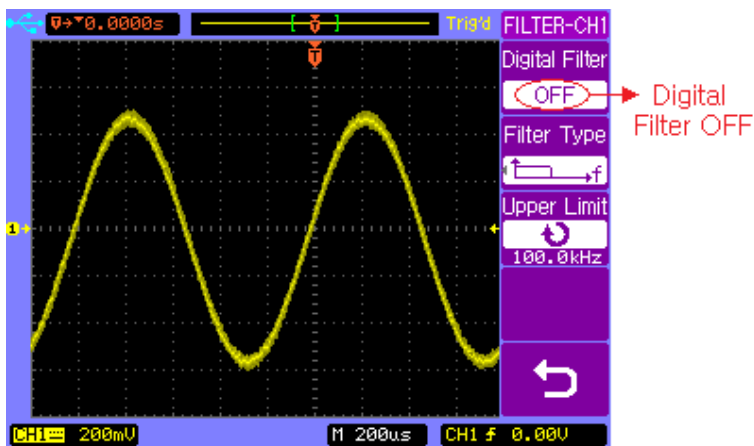 T→▼0.0000s [ T ] Trig'd FILTER-CH1
T
Digital Filter
OFF
Digital
Filter OFF
Filter Type
f
Upper Limit
1
100.0kHz
CH1 200mV M 200us CH1 0.00V